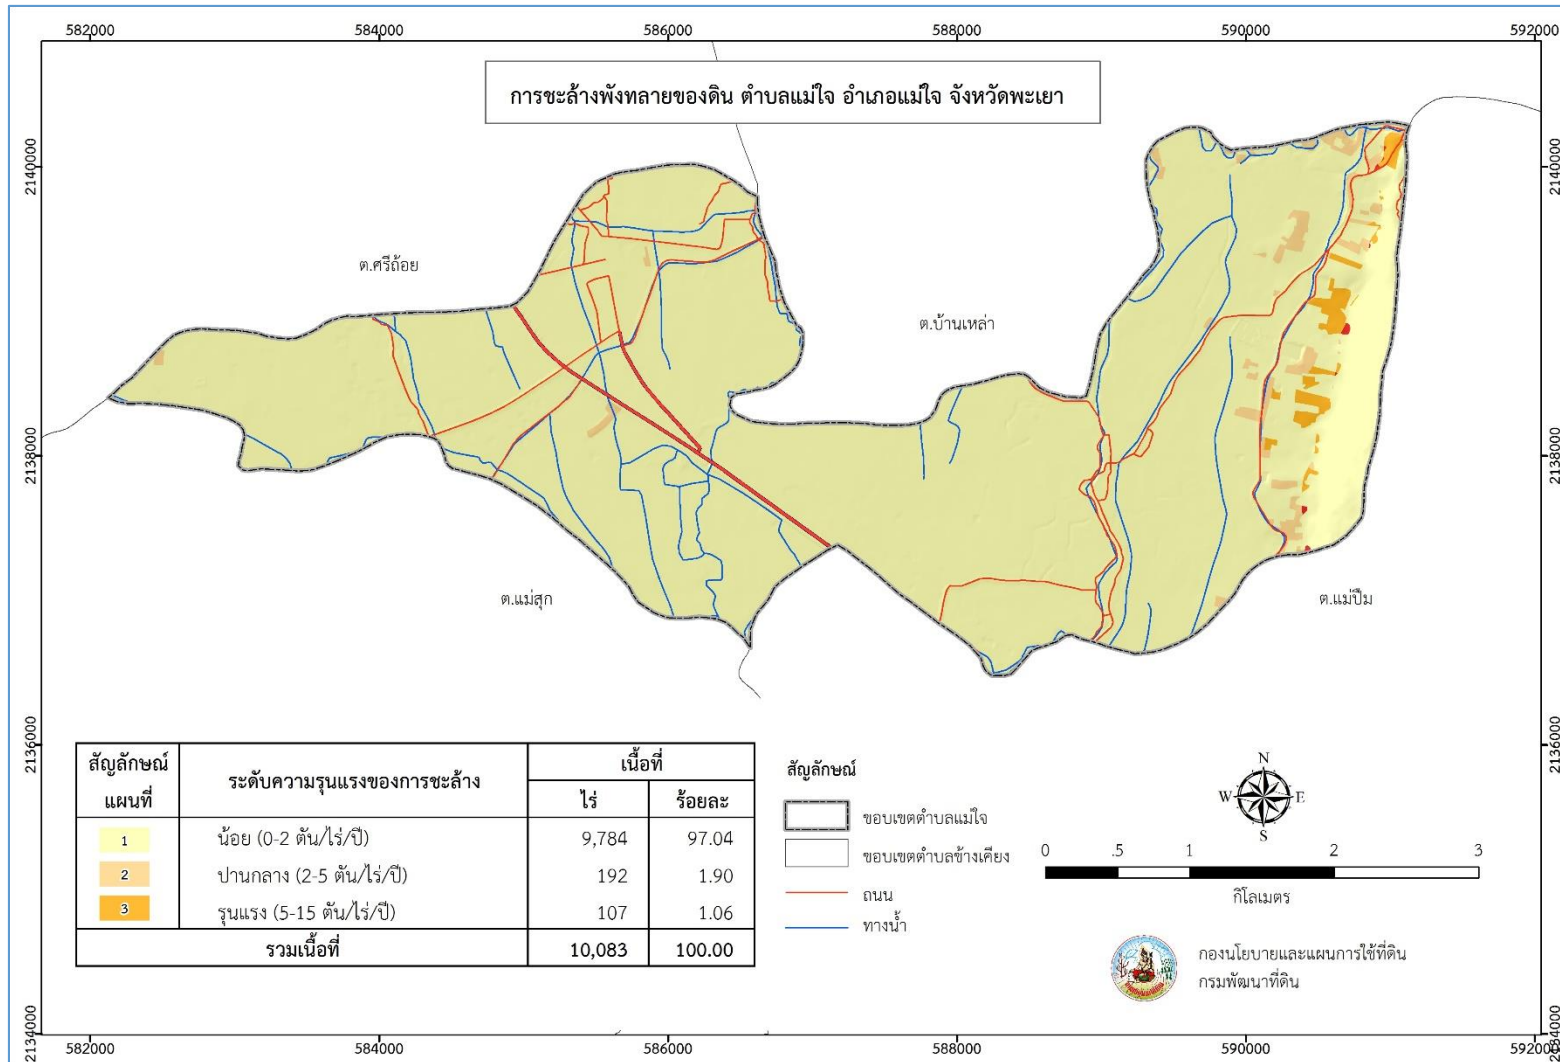 582000 584000 586000 588000 590000 592000
การชะล้างพังทลายของดิน ตำบลแม่ใจ อำเภอแม่ใจ จังหวัดพะเยา
2140000 2140000
ต.ศรีถ้อย
ต.บ้านเหล่า
2138000 2138000
ต.แม่สุก
ต.แม่ปืม
2136000 2136000
สัญลักษณ์แผนที่ ระดับความรุนแรงของการชะล้าง เนื้อที่
ไร่ ร้อยละ
1 น้อย (0-2 ตัน/ไร่/ปี) 9,784 97.04
2 ปานกลาง (2-5 ตัน/ไร่/ปี) 192 1.90
3 รุนแรง (5-15 ตัน/ไร่/ปี) 107 1.06
รวมเนื้อที่ 10,083 100.00
สัญลักษณ์
ขอบเขตตำบลแม่ใจ
ขอบเขตตำบลข้างเคียง
ถนน
ทางน้ำ
N
W E
S
0 .5 1 2 3
กิโลเมตร
กองนโยบายและแผนการใช้ที่ดิน
กรมพัฒนาที่ดิน
2134000 2134000
582000 584000 586000 588000 590000 592000